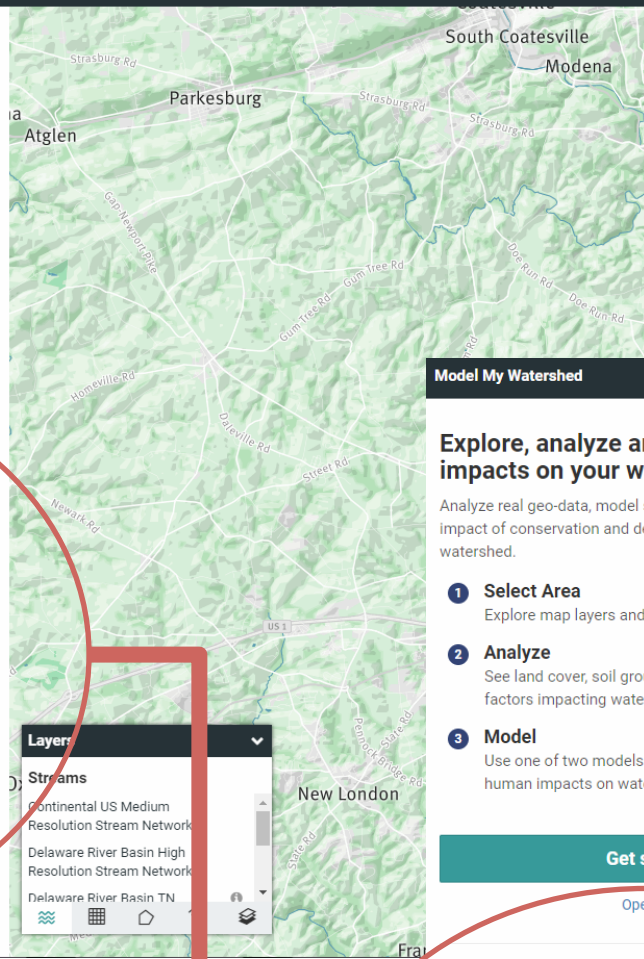 South Coatesville
Modena
Strasburg Rd
Parkesburg
Strasburg Rd
Strasburg Rd
Atglen
Gap-Newport Pike
Gum Tree Rd
Gum Tree Rd
Doe Run Rd
Doe Run Rd
Homeville Rd
Daleville Rd
Street Rd
Newark Rd
US 1
State Rd
Pennock Bridge Rd
New London
State Rd
Layers
Streams
Continental US Medium
Resolution Stream Network
Delaware River Basin High
Resolution Stream Network
Delaware River Basin TN
Model My Watershed
Explore, analyze a
impacts on your w
Analyze real geo-data, model
impact of conservation and d
watershed.
1 Select Area
Explore map layers and
2 Analyze
See land cover, soil gro
factors impacting wate
3 Model
Use one of two models
human impacts on wat
Get s
Ope
Fra